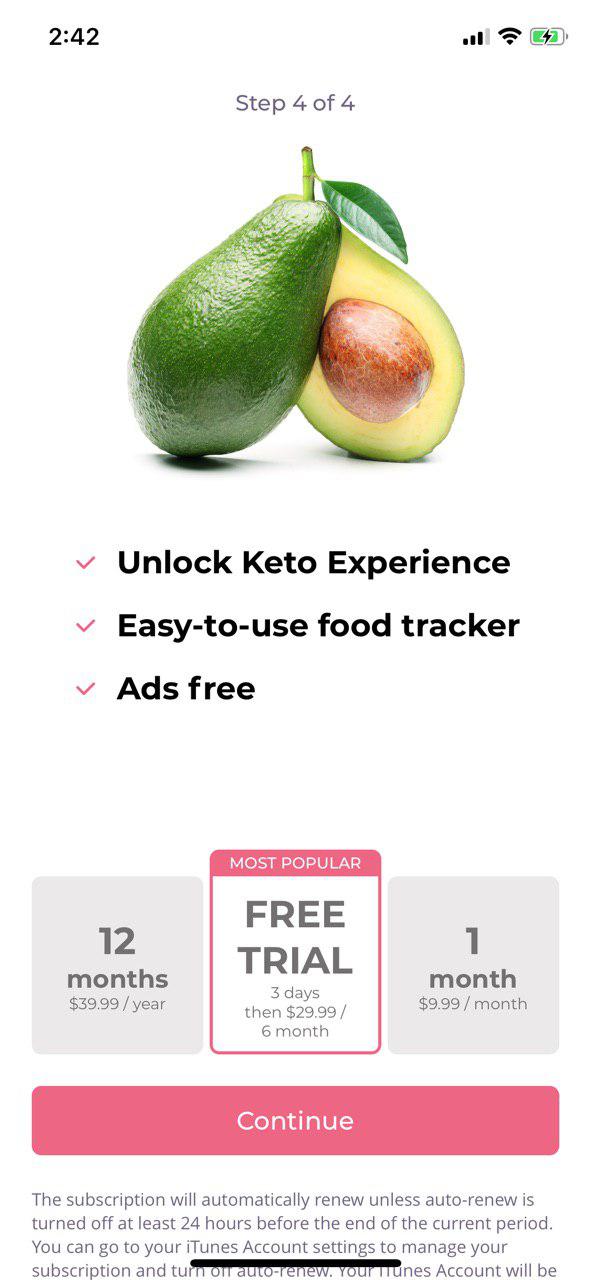 2:42
Step 4 of 4
Unlock Keto Experience
Easy-to-use food tracker
Ads free
MOST POPULAR
12
months
$39.99 / year
FREE
TRIAL
3 days
then $29.99 /
6 month
1
month
$9.99 / month
Continue
The subscription will automatically renew unless auto-renew is
turned off at least 24 hours before the end of the current period.
You can go to your iTunes Account settings to manage your
subscription and turn off auto-renew. Your iTunes Account will be